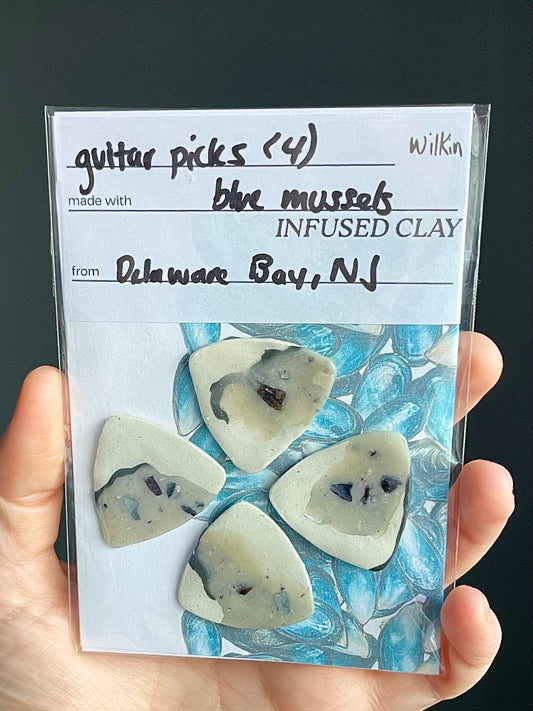 guitar picks (4)
Wilkin
made with blue mussels
INFUSED CLAY
from Delaware Bay, NJ